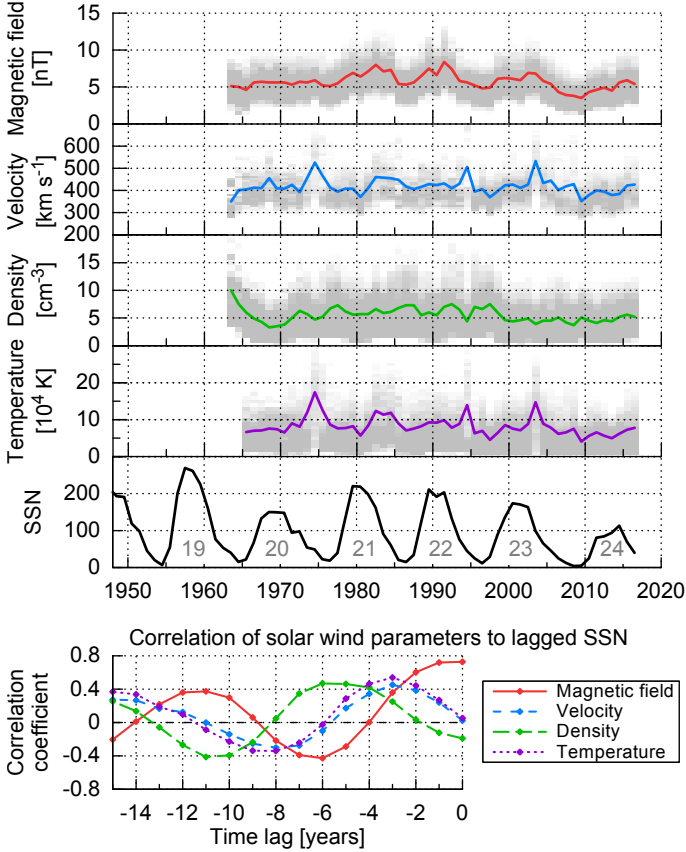 Magnetic field
[nT]
15
10
5
0
Velocity
[km s⁻¹]
600
500
400
300
200
Density
[cm⁻³]
15
10
5
0
Temperature
[10⁴ K]
20
10
0
SSN
200
100
0
19
20
21
22
23
24
1950 1960 1970 1980 1990 2000 2010 2020
Correlation of solar wind parameters to lagged SSN
Correlation
coefficient
0.8
0.4
0
-0.4
-0.8
-14 -12 -10 -8 -6 -4 -2 0
Time lag [years]
Magnetic field
Velocity
Density
Temperature